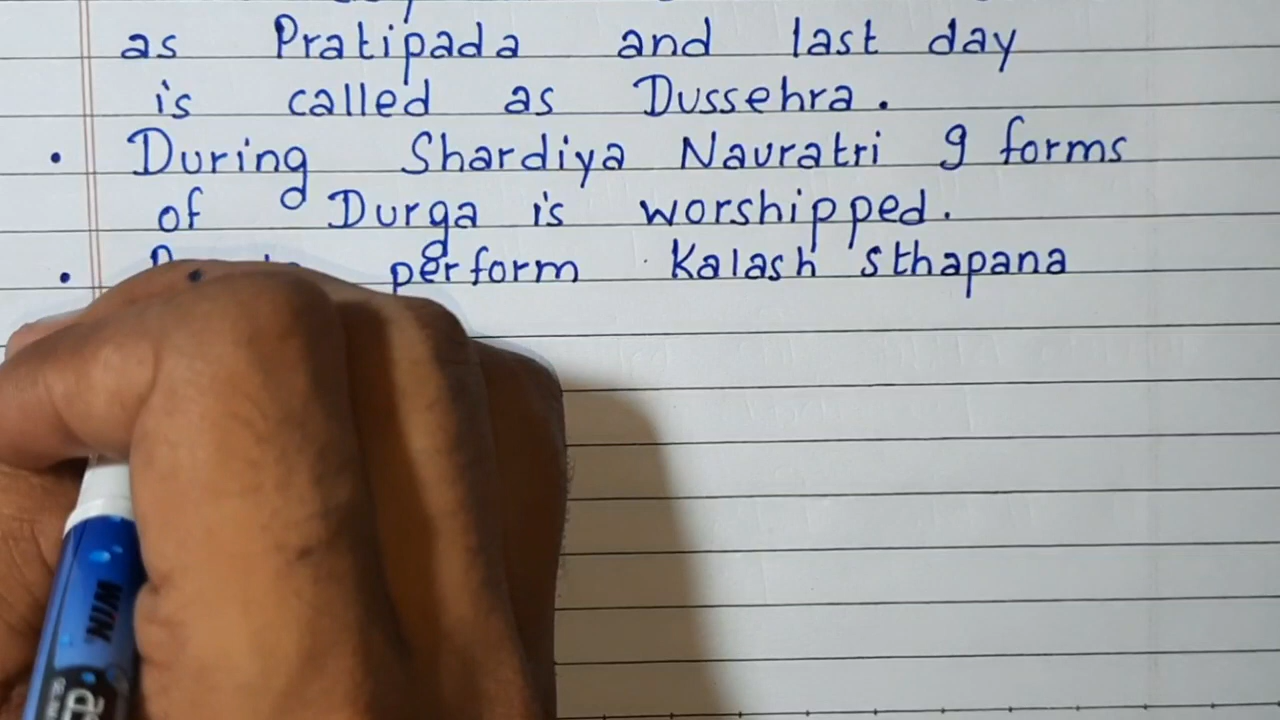 as Pratipada and last day
is called as Dussehra.
• During Shardiya Navratri 9 forms
of Durga is worshipped.
• perform Kalash sthapana
WIN